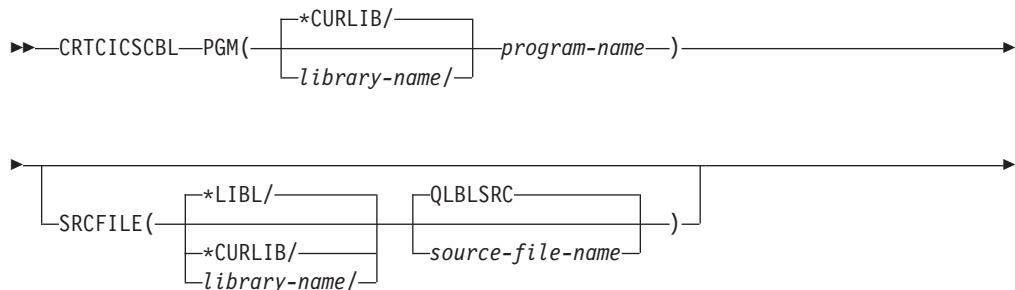 *CURLIB/
CRTCICSCBL PGM( program-name )
library-name/
*LIBL/ QLBLSRC
SRCFILE( )
*CURLIB/ source-file-name
library-name/